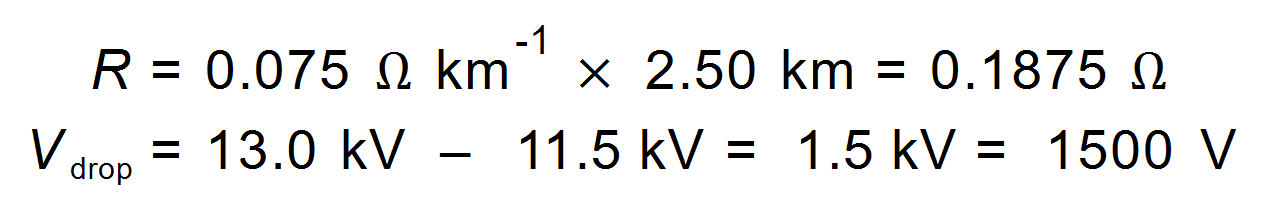 R = 0.075 Ω km⁻¹ × 2.50 km = 0.1875 Ω
V drop = 13.0 kV – 11.5 kV = 1.5 kV = 1500 V